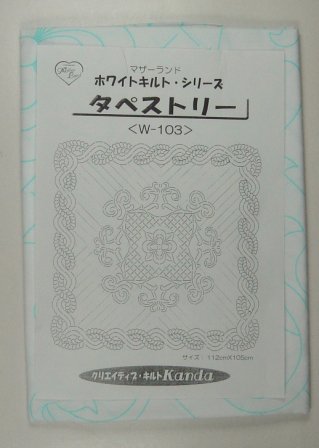 マザーランド
ホワイトキルト・シリーズ
タペストリー
<W-103>
サイズ：112cmX105cm
クリエイティブ・キルトKanda